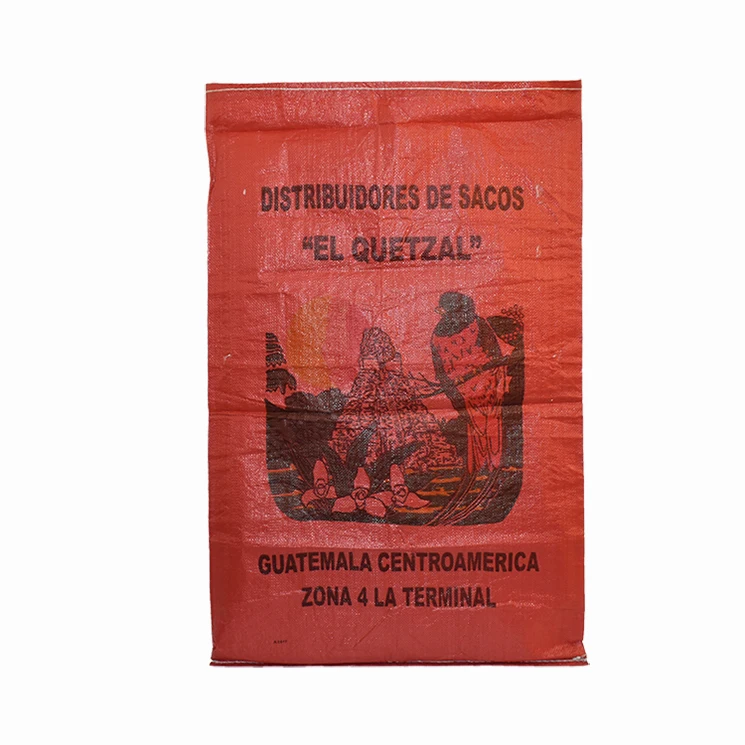 DISTRIBUIDORES DE SACOS
"EL QUETZAL"
GUATEMALA CENTROAMERICA
ZONA 4 LA TERMINAL